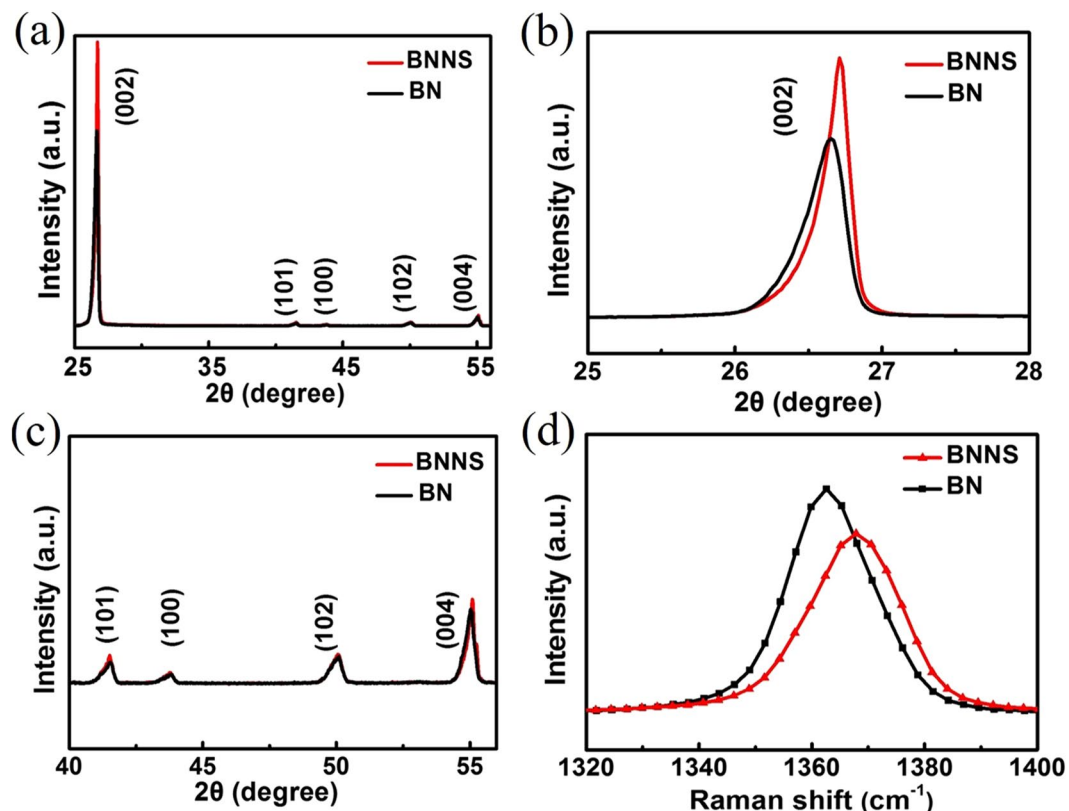 (a)
BNNS
BN
(002)
(101)
(100)
(102)
(004)
Intensity (a.u.)
25
35
45
55
2θ (degree)
(b)
BNNS
BN
(002)
Intensity (a.u.)
25
26
27
28
2θ (degree)
(c)
BNNS
BN
(101)
(100)
(102)
(004)
Intensity (a.u.)
40
45
50
55
2θ (degree)
(d)
BNNS
BN
Intensity (a.u.)
1320
1340
1360
1380
1400
Raman shift (cm⁻¹)